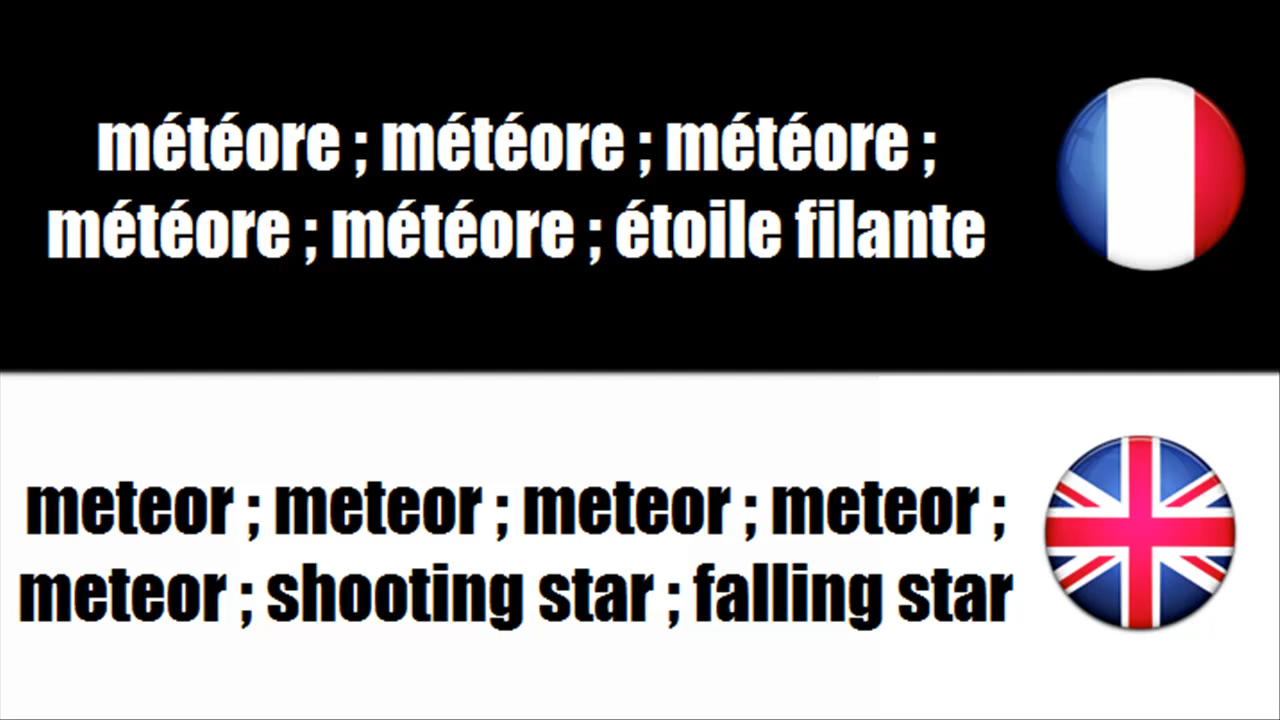 météore ; météore ; météore ;
météore ; météore ; étoile filante
meteor ; meteor ; meteor ; meteor ;
meteor ; shooting star ; falling star